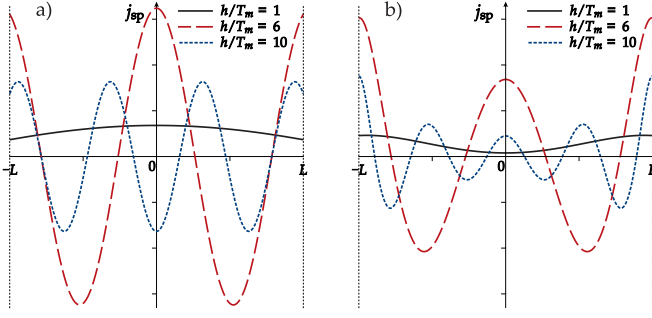 a)
j_sp
h/T_m = 1
h/T_m = 6
h/T_m = 10
−L
0
L
b)
j_sp
h/T_m = 1
h/T_m = 6
h/T_m = 10
−L
0
L